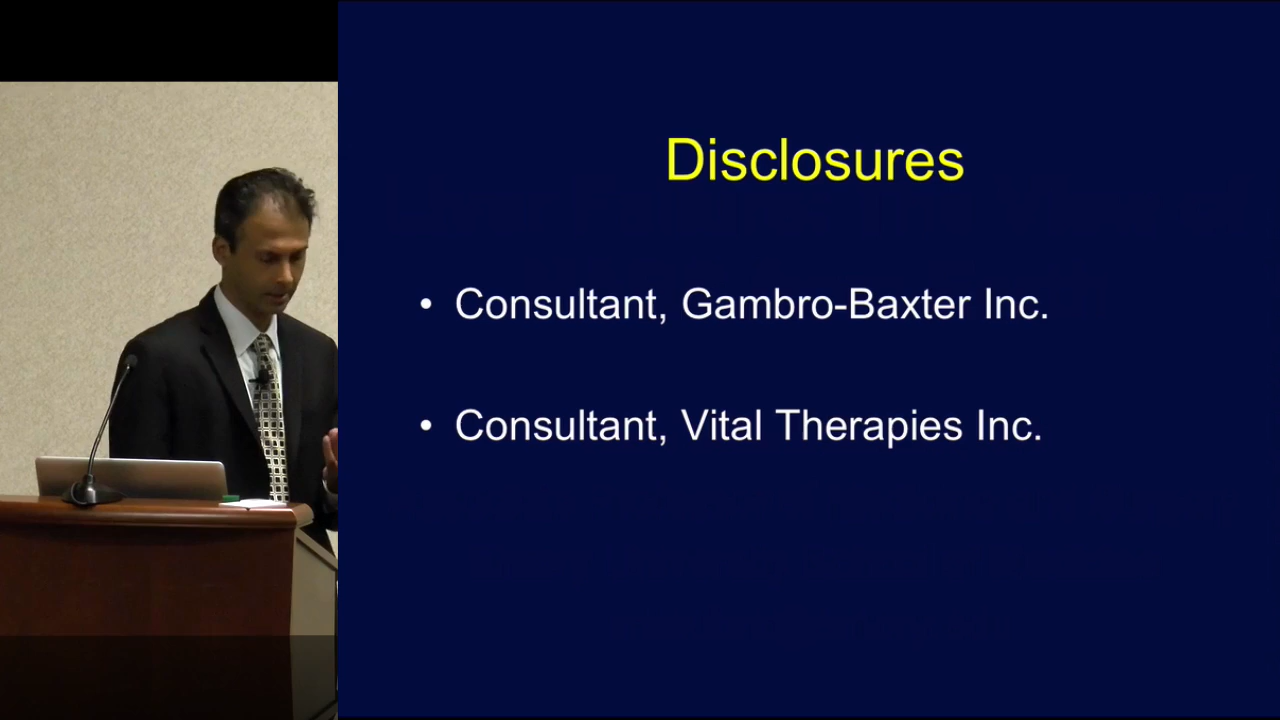 Disclosures
• Consultant, Gambro-Baxter Inc.
• Consultant, Vital Therapies Inc.